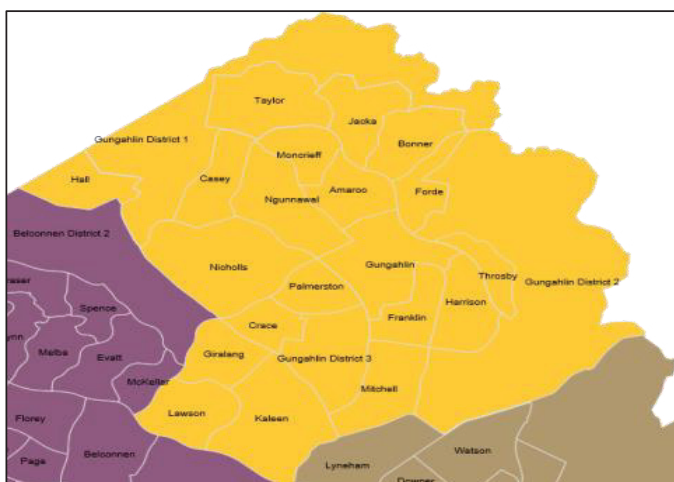 Taylor
Jacka
Gungahlin District 1
Bonner
Moncrieff
Hall
Casey
Amaroo
Forde
Ngunnawal
Belconnen District 2
Nicholls
Gungahlin
Throsby
Gungahlin District 2
Palmerston
Harrison
Spence
Crace
Franklin
Melba
Evatt
Giralang
Gungahlin District 3
McKellar
Mitchell
Lawson
Kaleen
Florey
Belconnen
Watson
Page
Lyneham